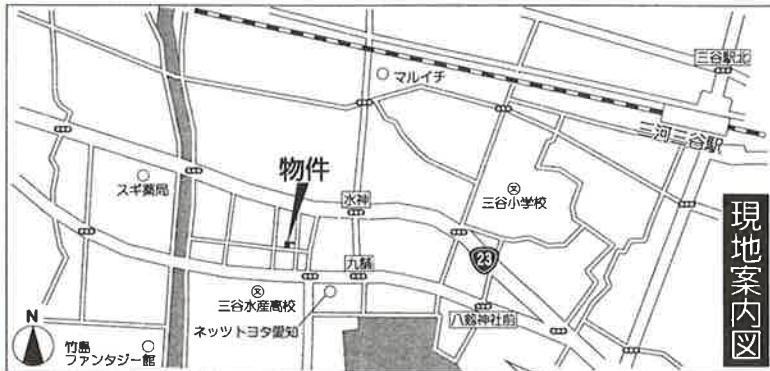 三谷駅北
マルイチ
三河三谷駅
物件
スギ薬局
水神
三谷小学校
23
九舗
三谷水産高校
ネッツトヨタ愛知
八剱神社前
N
竹島
ファンタジー館
現地案内図